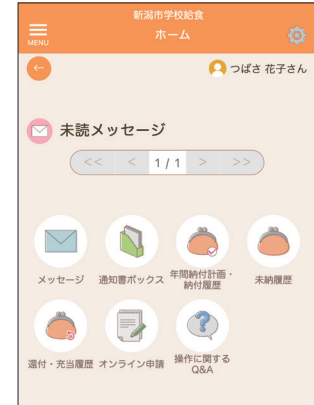 新潟市学校給食
MENU
ホーム
つばさ 花子さん
未読メッセージ
<< < 1 / 1 > >>
メッセージ
通知書ボックス
年間納付計画・
納付履歴
未納履歴
還付・充当履歴
オンライン申請
操作に関する
Q&A